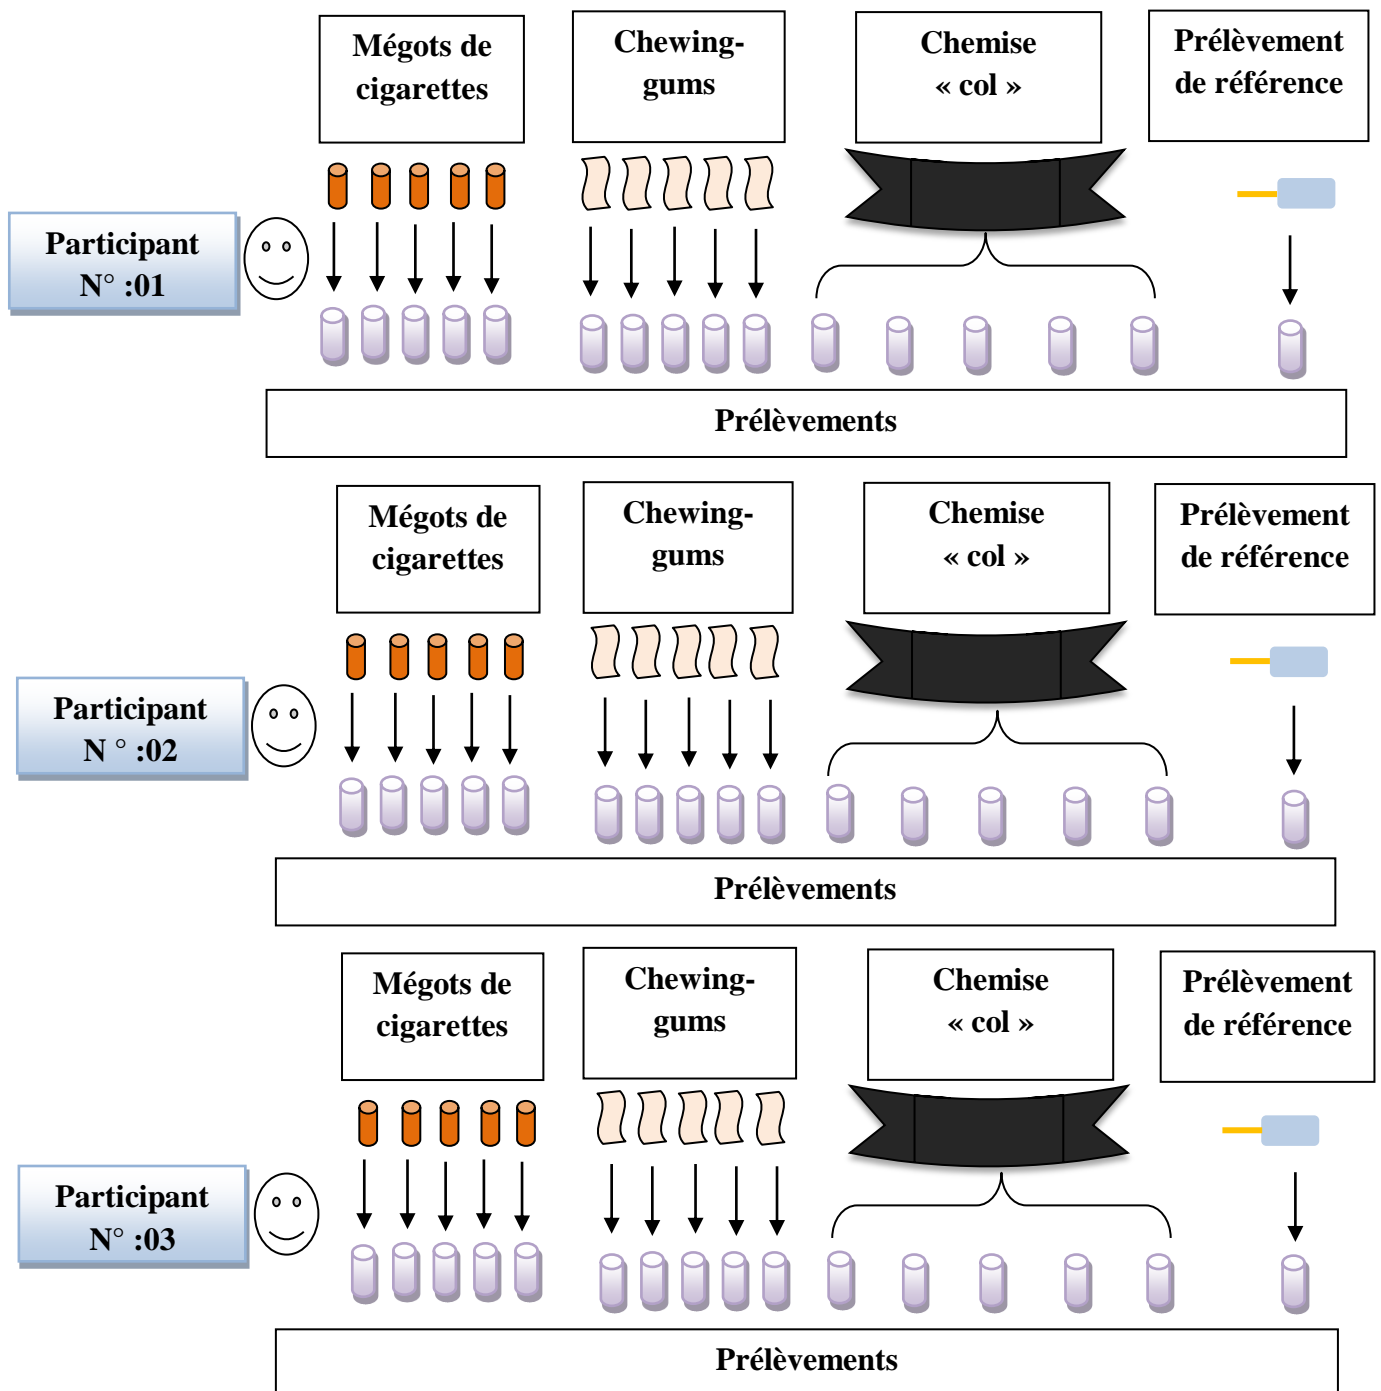 Mégots de
cigarettes
Chewing-
gums
Chemise
« col »
Prélèvement
de référence
Participant
N° :01
Prélèvements
Mégots de
cigarettes
Chewing-
gums
Chemise
« col »
Prélèvement
de référence
Participant
N ° :02
Prélèvements
Mégots de
cigarettes
Chewing-
gums
Chemise
« col »
Prélèvement
de référence
Participant
N° :03
Prélèvements